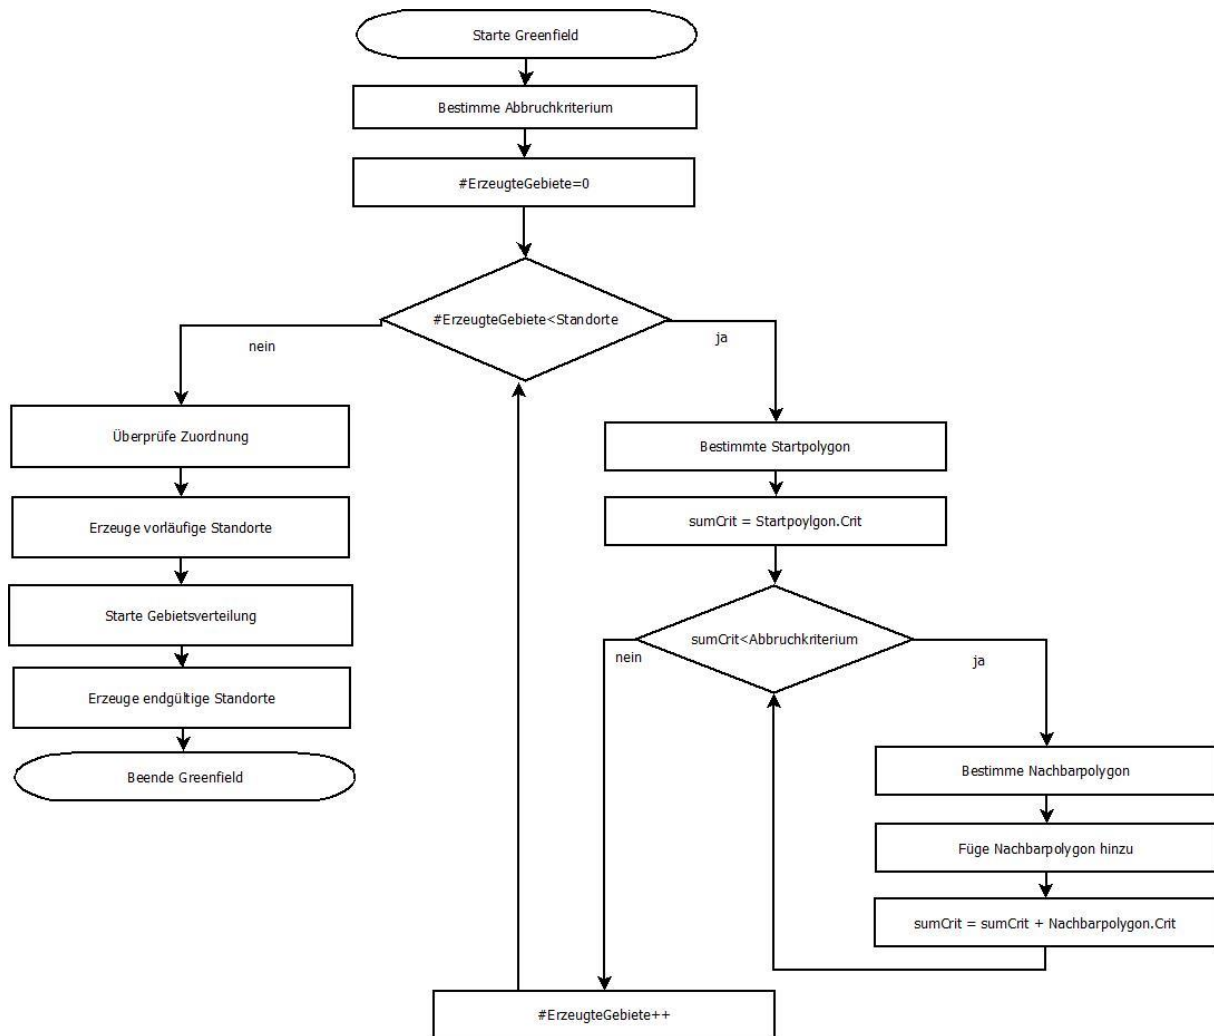 Starte Greenfield
Bestimme Abbruchkriterium
#ErzeugteGebiete=0
#ErzeugteGebiete<Standorte
nein
ja
Überprüfe Zuordnung
Erzeuge vorläufige Standorte
Starte Gebietsverteilung
Erzeuge endgültige Standorte
Beende Greenfield
Bestimmte Startpolygon
sumCrit = Startpoylgon.Crit
sumCrit<Abbruchkriterium
nein
ja
Bestimme Nachbarpolygon
Füge Nachbarpolygon hinzu
sumCrit = sumCrit + Nachbarpolygon.Crit
#ErzeugteGebiete++